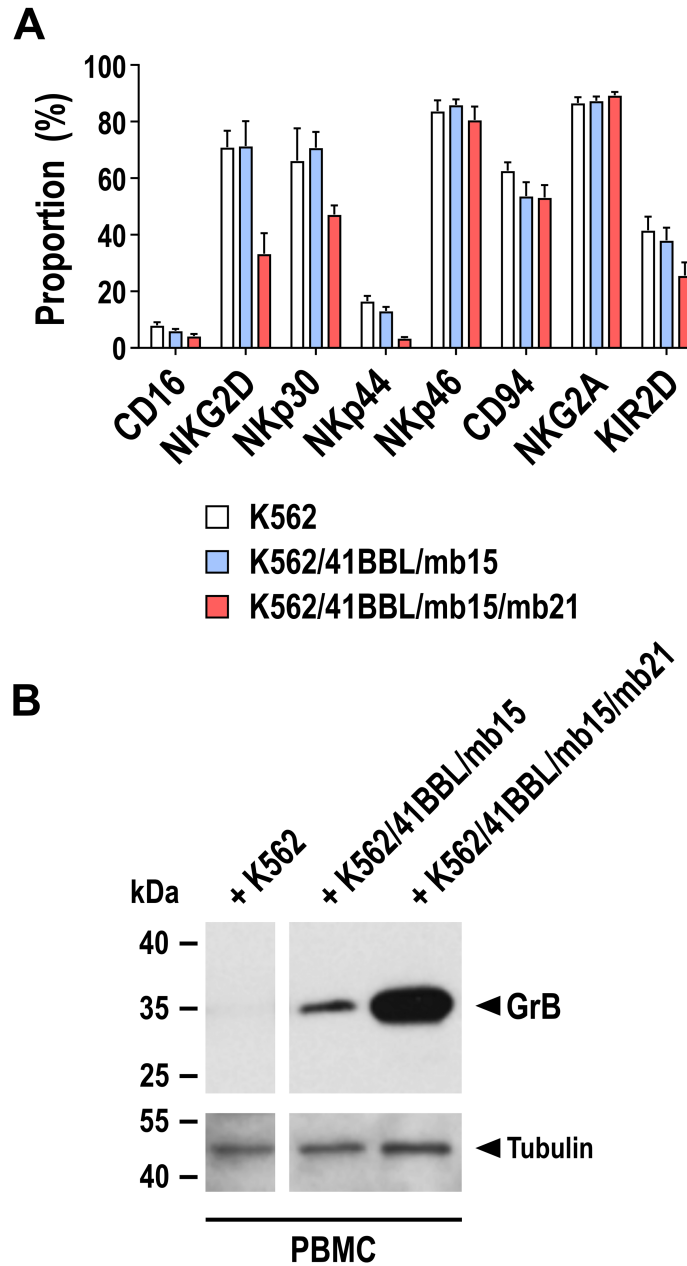 A
Proportion (%)
100
80
60
40
20
0
CD16
NKG2D
NKp30
NKp44
NKp46
CD94
NKG2A
KIR2D
K562
K562/41BBL/mb15
K562/41BBL/mb15/mb21
B
kDa
+ K562
+ K562/41BBL/mb15
+ K562/41BBL/mb15/mb21
40
35
25
GrB
55
40
Tubulin
PBMC